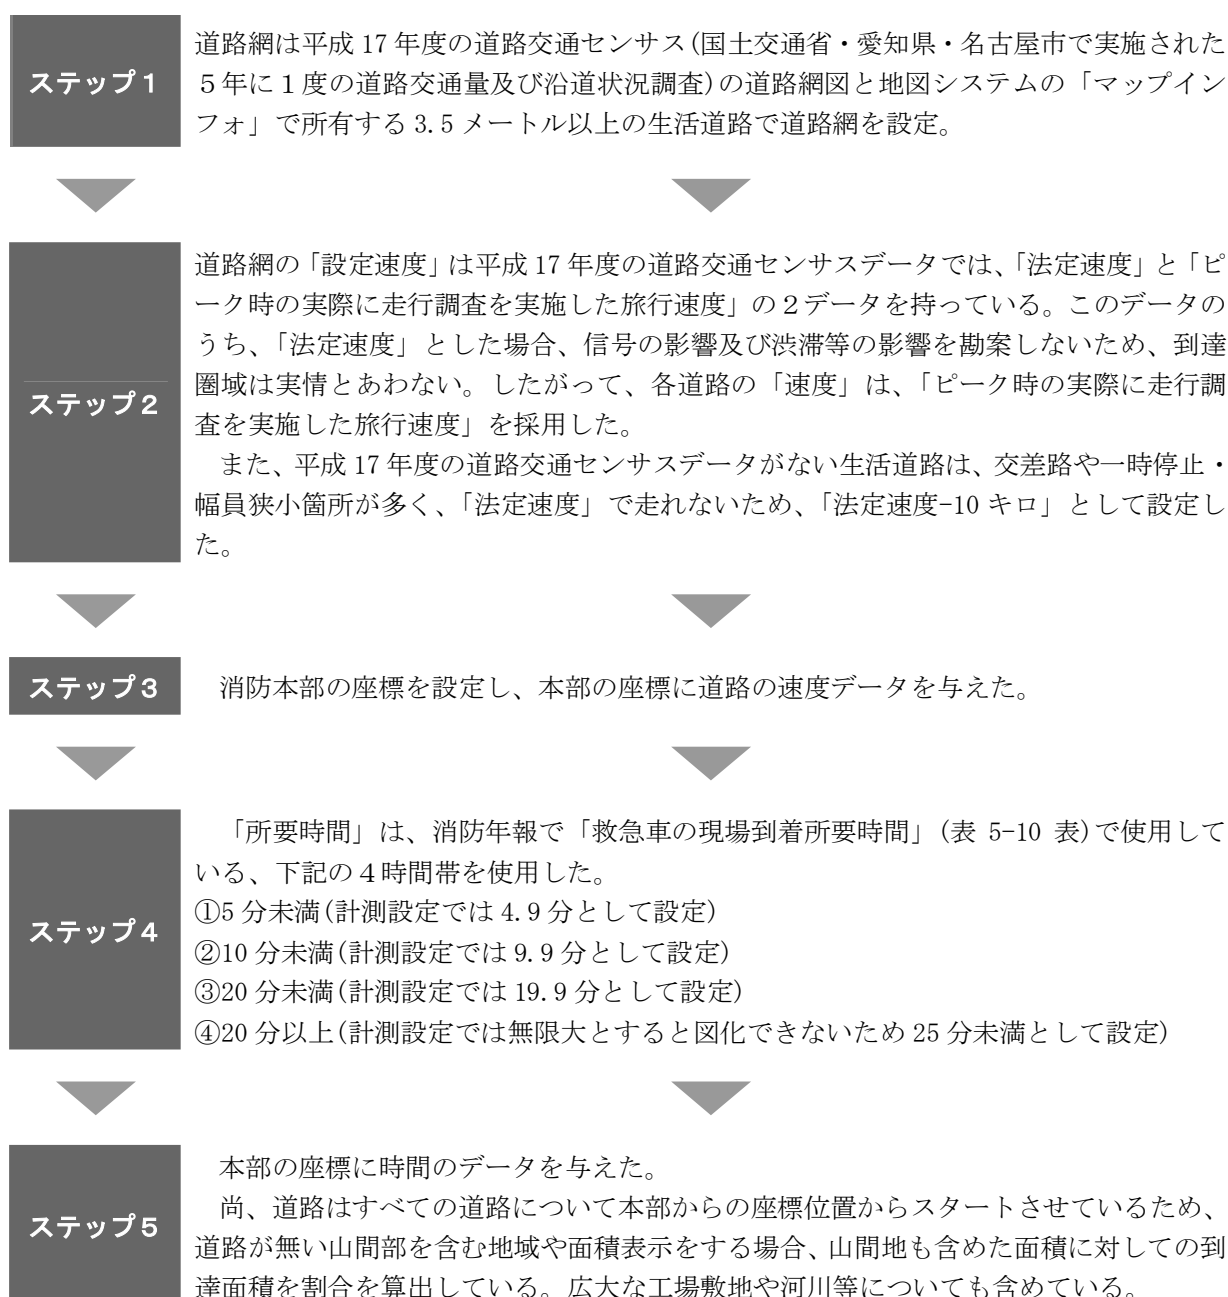 ステップ1
道路網は平成 17 年度の道路交通センサス(国土交通省・愛知県・名古屋市で実施された
５年に１度の道路交通量及び沿道状況調査)の道路網図と地図システムの「マップイン
フォ」で所有する 3.5 メートル以上の生活道路で道路網を設定。
ステップ2
道路網の「設定速度」は平成 17 年度の道路交通センサスデータでは、「法定速度」と「ピ
ーク時の実際に走行調査を実施した旅行速度」の２データを持っている。このデータの
うち、「法定速度」とした場合、信号の影響及び渋滞等の影響を勘案しないため、到達
圏域は実情とあわない。したがって、各道路の「速度」は、「ピーク時の実際に走行調
査を実施した旅行速度」を採用した。
また、平成 17 年度の道路交通センサスデータがない生活道路は、交差路や一時停止・
幅員狭小箇所が多く、「法定速度」で走れないため、「法定速度-10 キロ」として設定し
た。
ステップ3
消防本部の座標を設定し、本部の座標に道路の速度データを与えた。
ステップ4
「所要時間」は、消防年報で「救急車の現場到着所要時間」(表 5-10 表)で使用して
いる、下記の４時間帯を使用した。
①5 分未満(計測設定では 4.9 分として設定)
②10 分未満(計測設定では 9.9 分として設定)
③20 分未満(計測設定では 19.9 分として設定)
④20 分以上(計測設定では無限大とすると図化できないため 25 分未満として設定)
ステップ5
本部の座標に時間のデータを与えた。
尚、道路はすべての道路について本部からの座標位置からスタートさせているため、
道路が無い山間部を含む地域や面積表示をする場合、山間地も含めた面積に対しての到
達面積を割合を算出している。広大な工場敷地や河川等についても含めている。